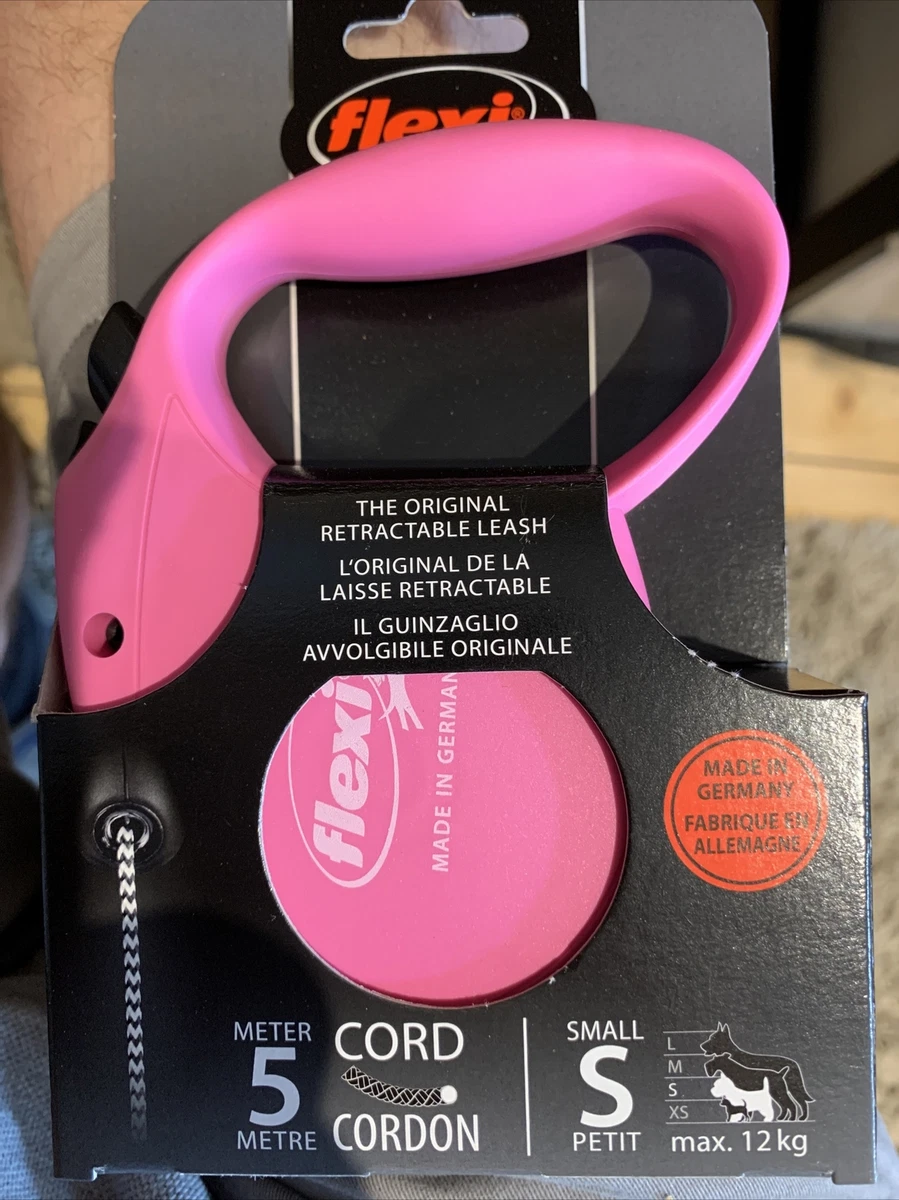 flexi®
THE ORIGINAL
RETRACTABLE LEASH
L'ORIGINAL DE LA
LAISSE RETRACTABLE
IL GUINZAGLIO
AVVOLGIBILE ORIGINALE
flexi
MADE IN GERMAN
MADE IN
GERMANY
FABRIQUE EN
ALLEMAGNE
METER
5
METRE
CORD
CORDON
SMALL
S
PETIT
L
M
S
XS
max. 12 kg